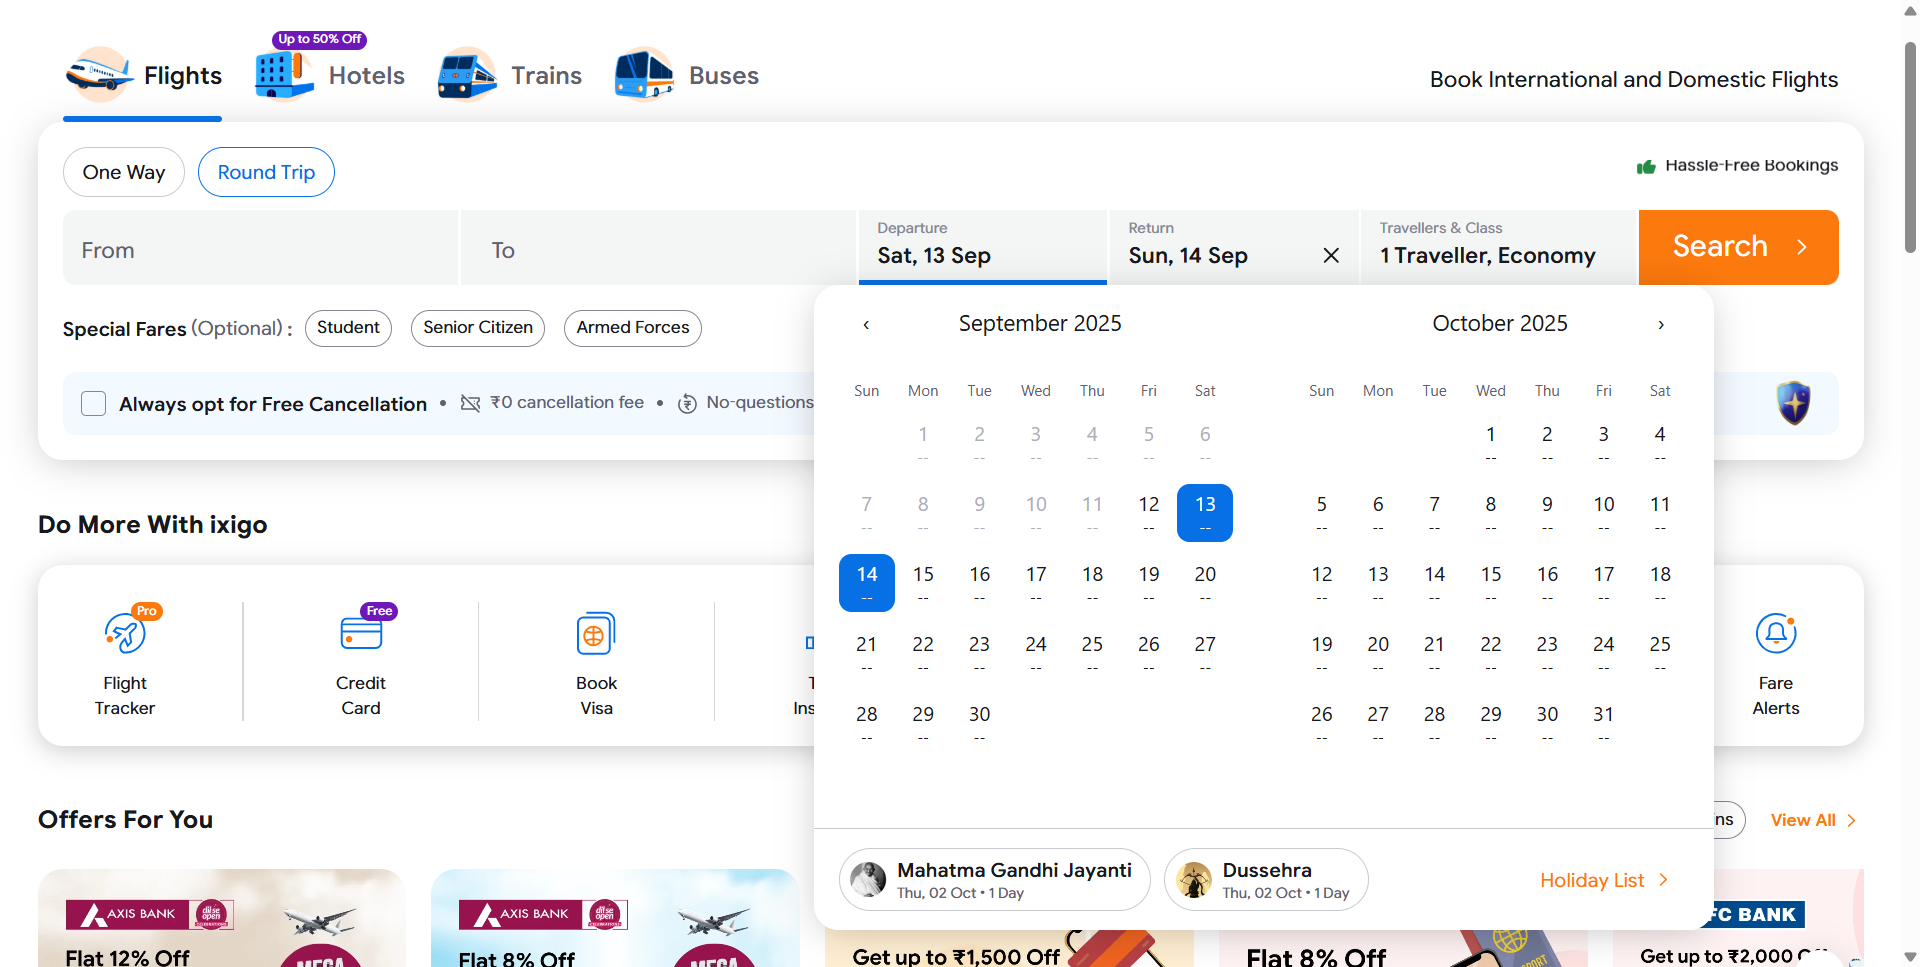 Up to 50% Off
Flights
Hotels
Trains
Buses
Book International and Domestic Flights
One Way
Round Trip
Hassle-Free Bookings
From
To
Departure
Sat, 13 Sep
Return
Sun, 14 Sep
Travellers & Class
1 Traveller, Economy
Search
Special Fares (Optional) :
Student
Senior Citizen
Armed Forces
Always opt for Free Cancellation • ₹0 cancellation fee • No-questions
September 2025
Sun Mon Tue Wed Thu Fri Sat
1 2 3 4 5 6
-- -- -- -- -- --
7 8 9 10 11 12 13
-- -- -- -- -- -- --
14 15 16 17 18 19 20
-- -- -- -- -- -- --
21 22 23 24 25 26 27
-- -- -- -- -- -- --
28 29 30
-- -- --
October 2025
Sun Mon Tue Wed Thu Fri Sat
1 2 3 4
-- -- -- --
5 6 7 8 9 10 11
-- -- -- -- -- -- --
12 13 14 15 16 17 18
-- -- -- -- -- -- --
19 20 21 22 23 24 25
-- -- -- -- -- -- --
26 27 28 29 30 31
-- -- -- -- -- --
Mahatma Gandhi Jayanti
Thu, 02 Oct • 1 Day
Dussehra
Thu, 02 Oct • 1 Day
Holiday List
Do More With ixigo
Pro
Flight
Tracker
Free
Credit
Card
Book
Visa
Fare
Alerts
Offers For You
View All
AXIS BANK
dil se
open
Flat 12% Off
MEGA
AXIS BANK
dil se
open
Flat 8% Off
MEGA
Get up to ₹1,500 Off
Flat 8% Off
FC BANK
Get up to ₹2,000